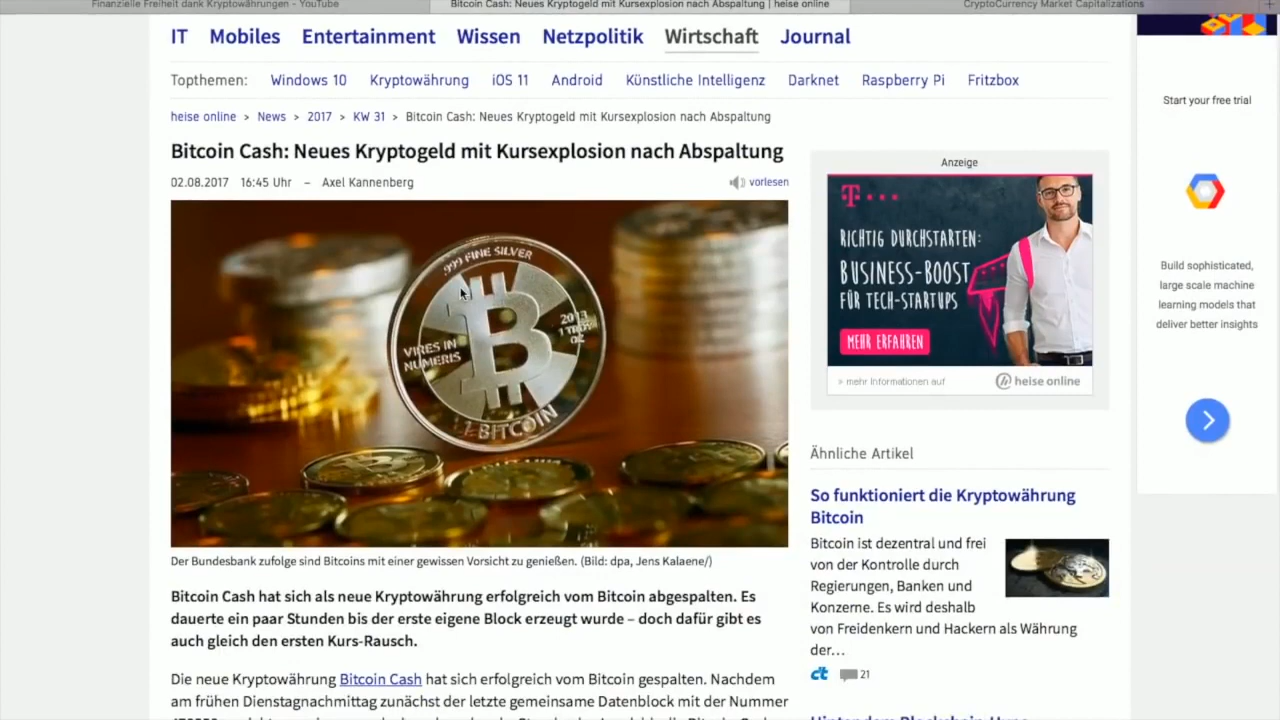 Finanzielle Freiheit dank Kryptowährungen - YouTube
Bitcoin Cash: Neues Kryptogeld mit Kursexplosion nach Abspaltung | heise online
CryptoCurrency Market Capitalizations
IT Mobiles Entertainment Wissen Netzpolitik Wirtschaft Journal
Topthemen: Windows 10 Kryptowährung iOS 11 Android Künstliche Intelligenz Darknet Raspberry Pi Fritzbox
heise online > News > 2017 > KW 31 > Bitcoin Cash: Neues Kryptogeld mit Kursexplosion nach Abspaltung
Bitcoin Cash: Neues Kryptogeld mit Kursexplosion nach Abspaltung
02.08.2017 16:45 Uhr – Axel Kannenberg
vorlesen
999 FINE SILVER
VIRES IN
NUMERIS
1 TROY
OZ
BITCOIN
Der Bundesbank zufolge sind Bitcoins mit einer gewissen Vorsicht zu genießen. (Bild: dpa, Jens Kalaene/)
Bitcoin Cash hat sich als neue Kryptowährung erfolgreich vom Bitcoin abgespalten. Es
dauerte ein paar Stunden bis der erste eigene Block erzeugt wurde – doch dafür gibt es
auch gleich den ersten Kurs-Rausch.
Die neue Kryptowährung Bitcoin Cash hat sich erfolgreich vom Bitcoin gespalten. Nachdem
am frühen Dienstagnachmittag zunächst der letzte gemeinsame Datenblock mit der Nummer
Anzeige
RICHTIG DURCHSTARTEN:
BUSINESS-BOOST
FÜR TECH-STARTUPS
MEHR ERFAHREN
> mehr Informationen auf
heise online
Ähnliche Artikel
So funktioniert die Kryptowährung
Bitcoin
Bitcoin ist dezentral und frei
von der Kontrolle durch
Regierungen, Banken und
Konzerne. Es wird deshalb
von Freidenkern und Hackern als Währung
der…
c't 21
Start your free trial
Build sophisticated,
large scale machine
learning models that
deliver better insights